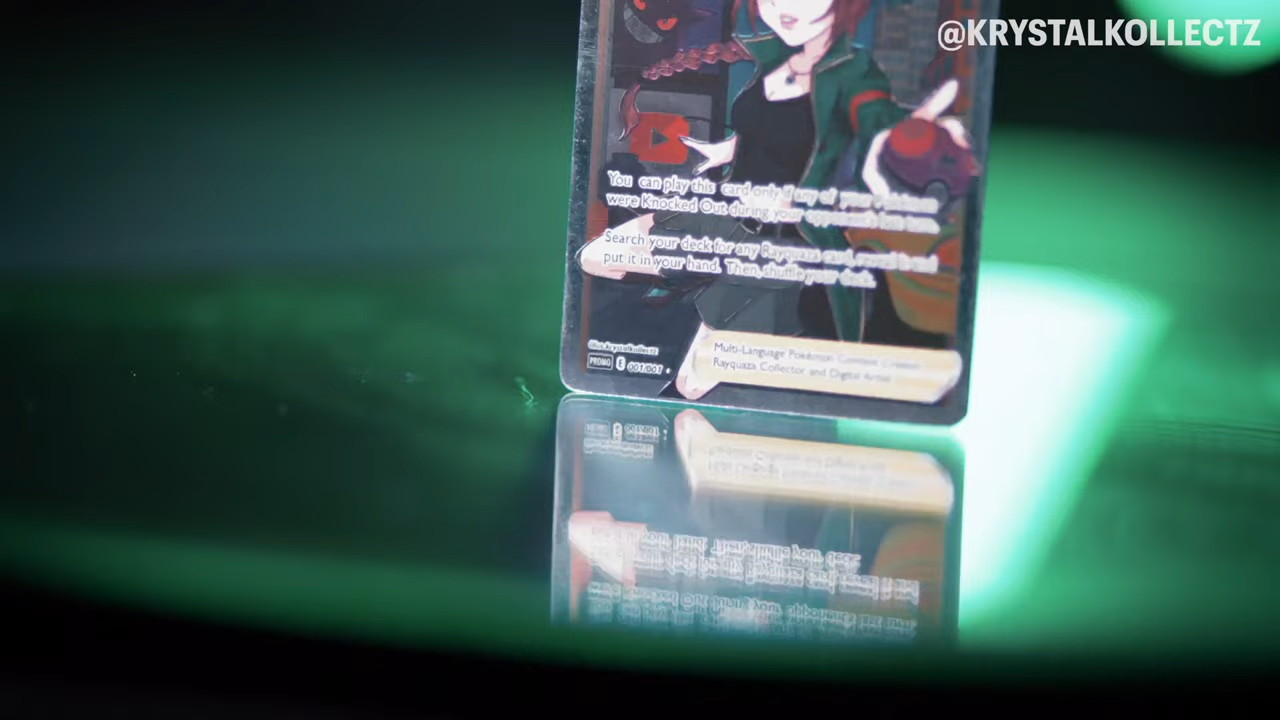 @KRYSTALKOLLECTZ
You can play this card only if any of your Pokémon
were Knocked Out during your opponent's last turn.
Search your deck for any Rayquaza card, reveal it and
put it in your hand. Then, shuffle your deck.
illus.krystalkollectz
PROMO E 001/001
Multi-Language Pokémon Content Creator
Rayquaza Collector and Digital Artist